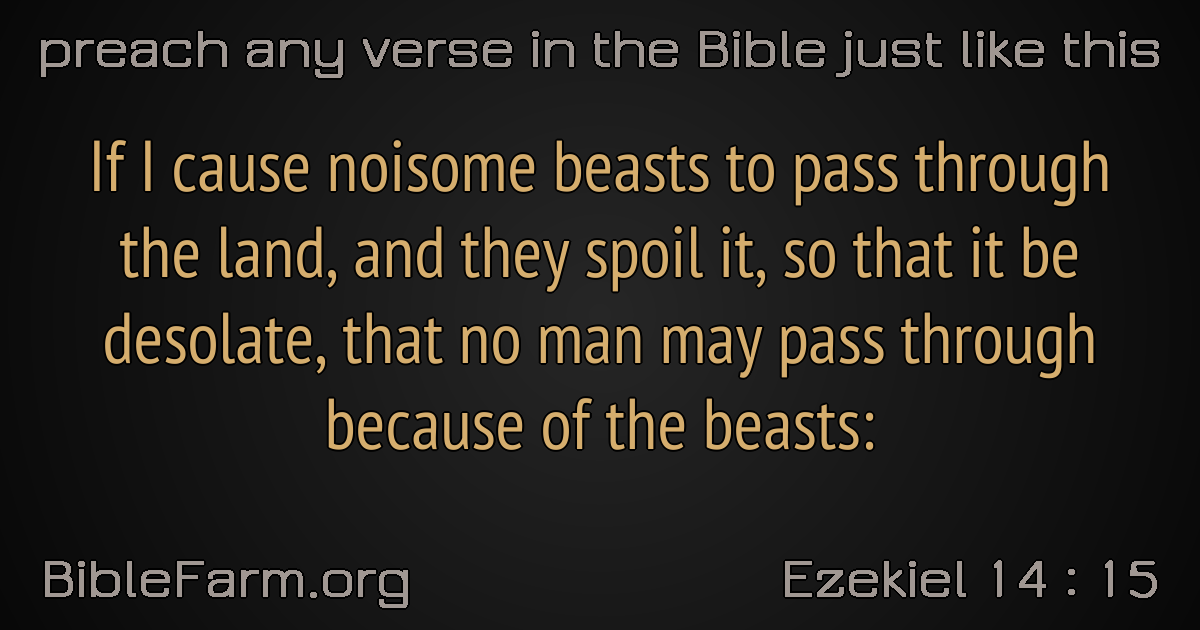 preach any verse in the Bible just like this
If I cause noisome beasts to pass through
the land, and they spoil it, so that it be
desolate, that no man may pass through
because of the beasts:
BibleFarm.org
Ezekiel 14 : 15